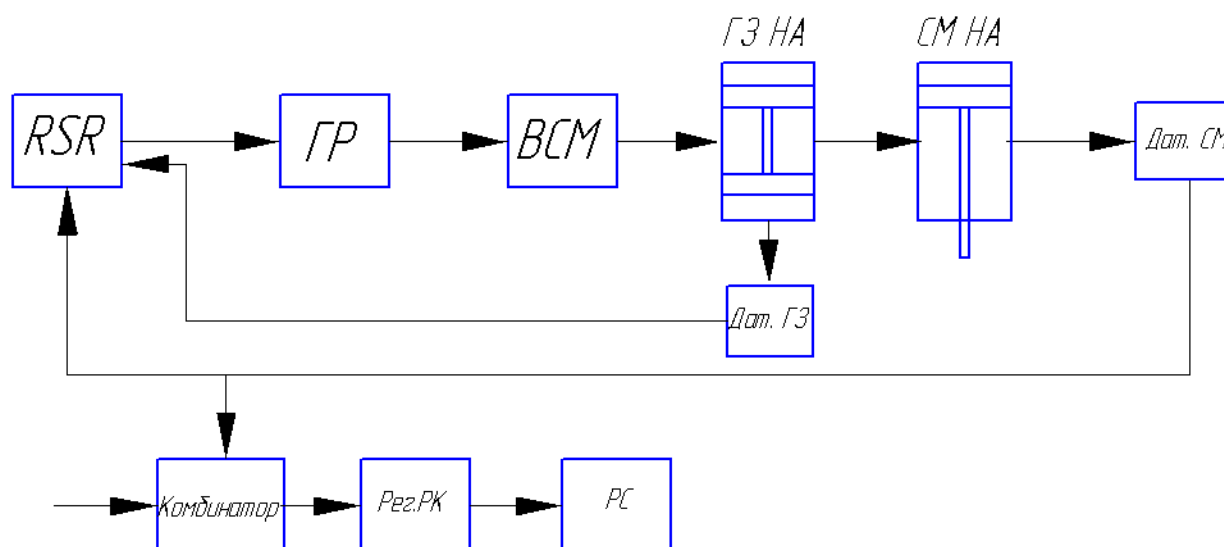 ГЗ НА
СМ НА
RSR
ГР
ВСМ
Дат. СМ
Дат. ГЗ
Комбинатор
Рег.РК
РС